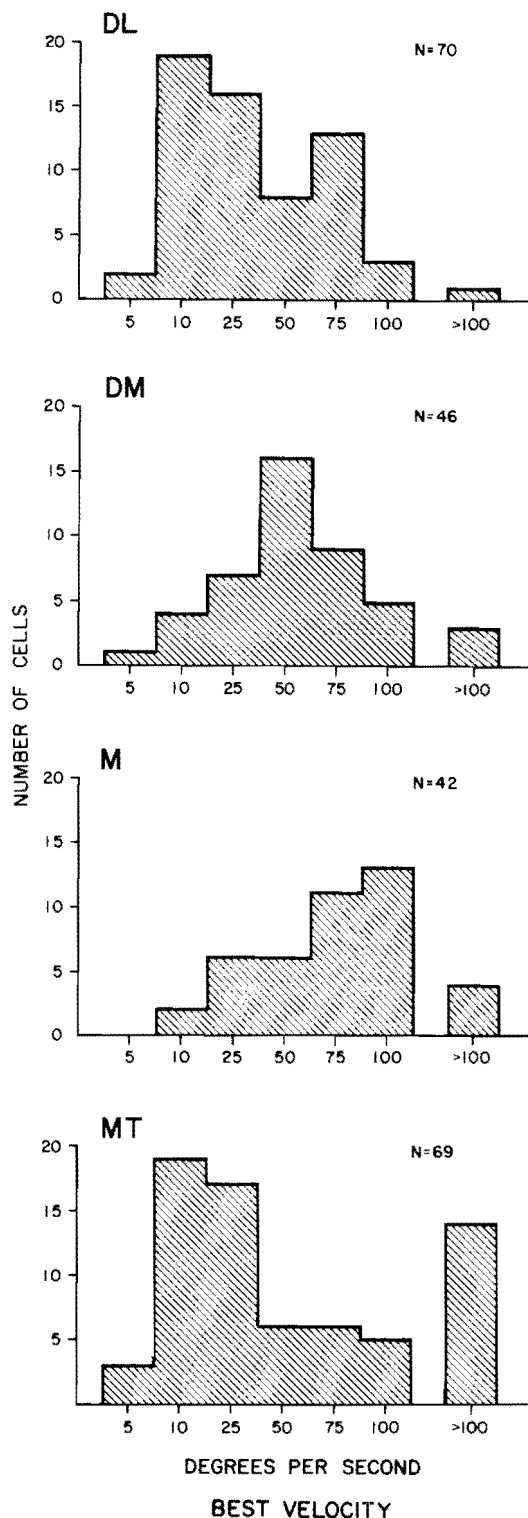 DL
N=70
20
15
10
5
0
5 10 25 50 75 100 >100
DM
N=46
20
15
10
5
0
5 10 25 50 75 100 >100
M
N=42
20
15
10
5
0
5 10 25 50 75 100 >100
MT
N=69
20
15
10
5
5 10 25 50 75 100 >100
NUMBER OF CELLS
DEGREES PER SECOND
BEST VELOCITY